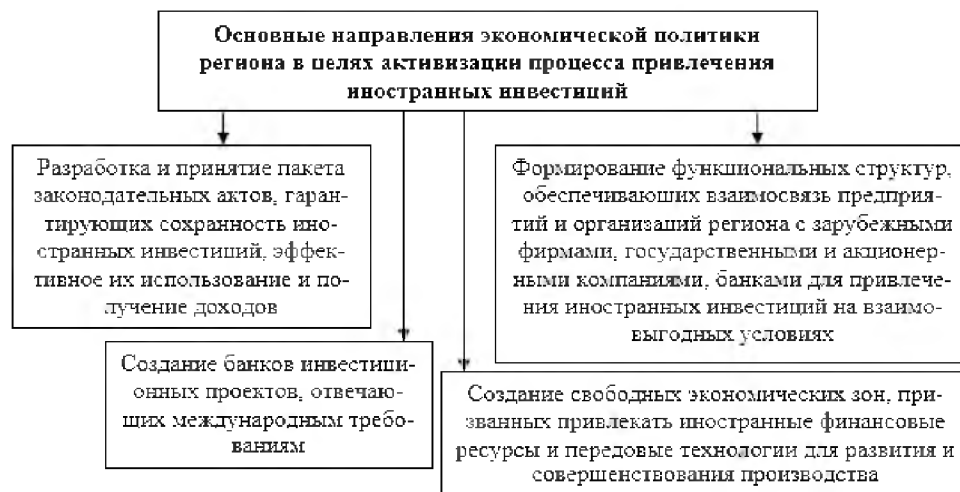 Основные направления экономической политики
региона в целях активизации процесса привлечения
иностранных инвестиций
Разработка и принятие пакета
законодательных актов, гаран-
тирующих сохранность ино-
странных инвестиций, эффек-
тивное их использование и по-
лучение доходов
Формирование функциональных структур,
обеспечивающих взаимосвязь предприя-
тий и организаций региона с зарубежными
фирмами, государственными и акционер-
ными компаниями, банками для привлече-
ния иностранных инвестиций на взаимо-
выгодных условиях
Создание банков инвестици-
онных проектов, отвечаю-
щих международным требо-
ваниям
Создание свободных экономических зон, при-
званных привлекать иностранные финансовые
ресурсы и передовые технологии для развития и
совершенствования производства